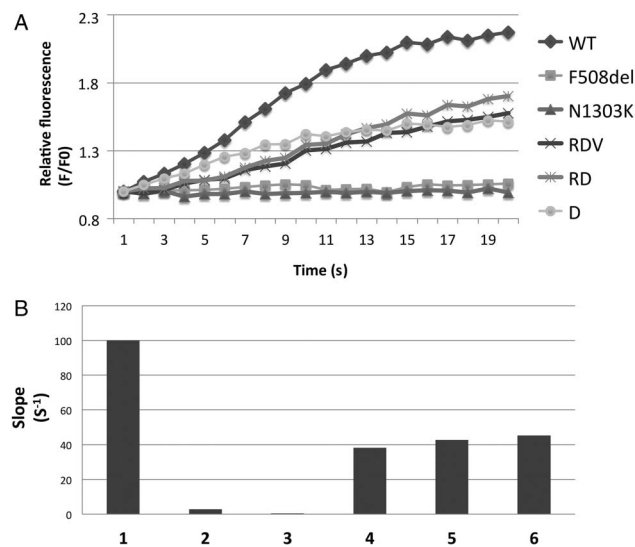 A
Relative fluorescence
(F/F0)
2.3
1.8
1.3
0.8
1 3 5 7 9 11 13 15 17 19
Time (s)
WT
F508del
N1303K
RDV
RD
D
B
Slope
(S⁻¹)
120
100
80
60
40
20
0
1 2 3 4 5 6